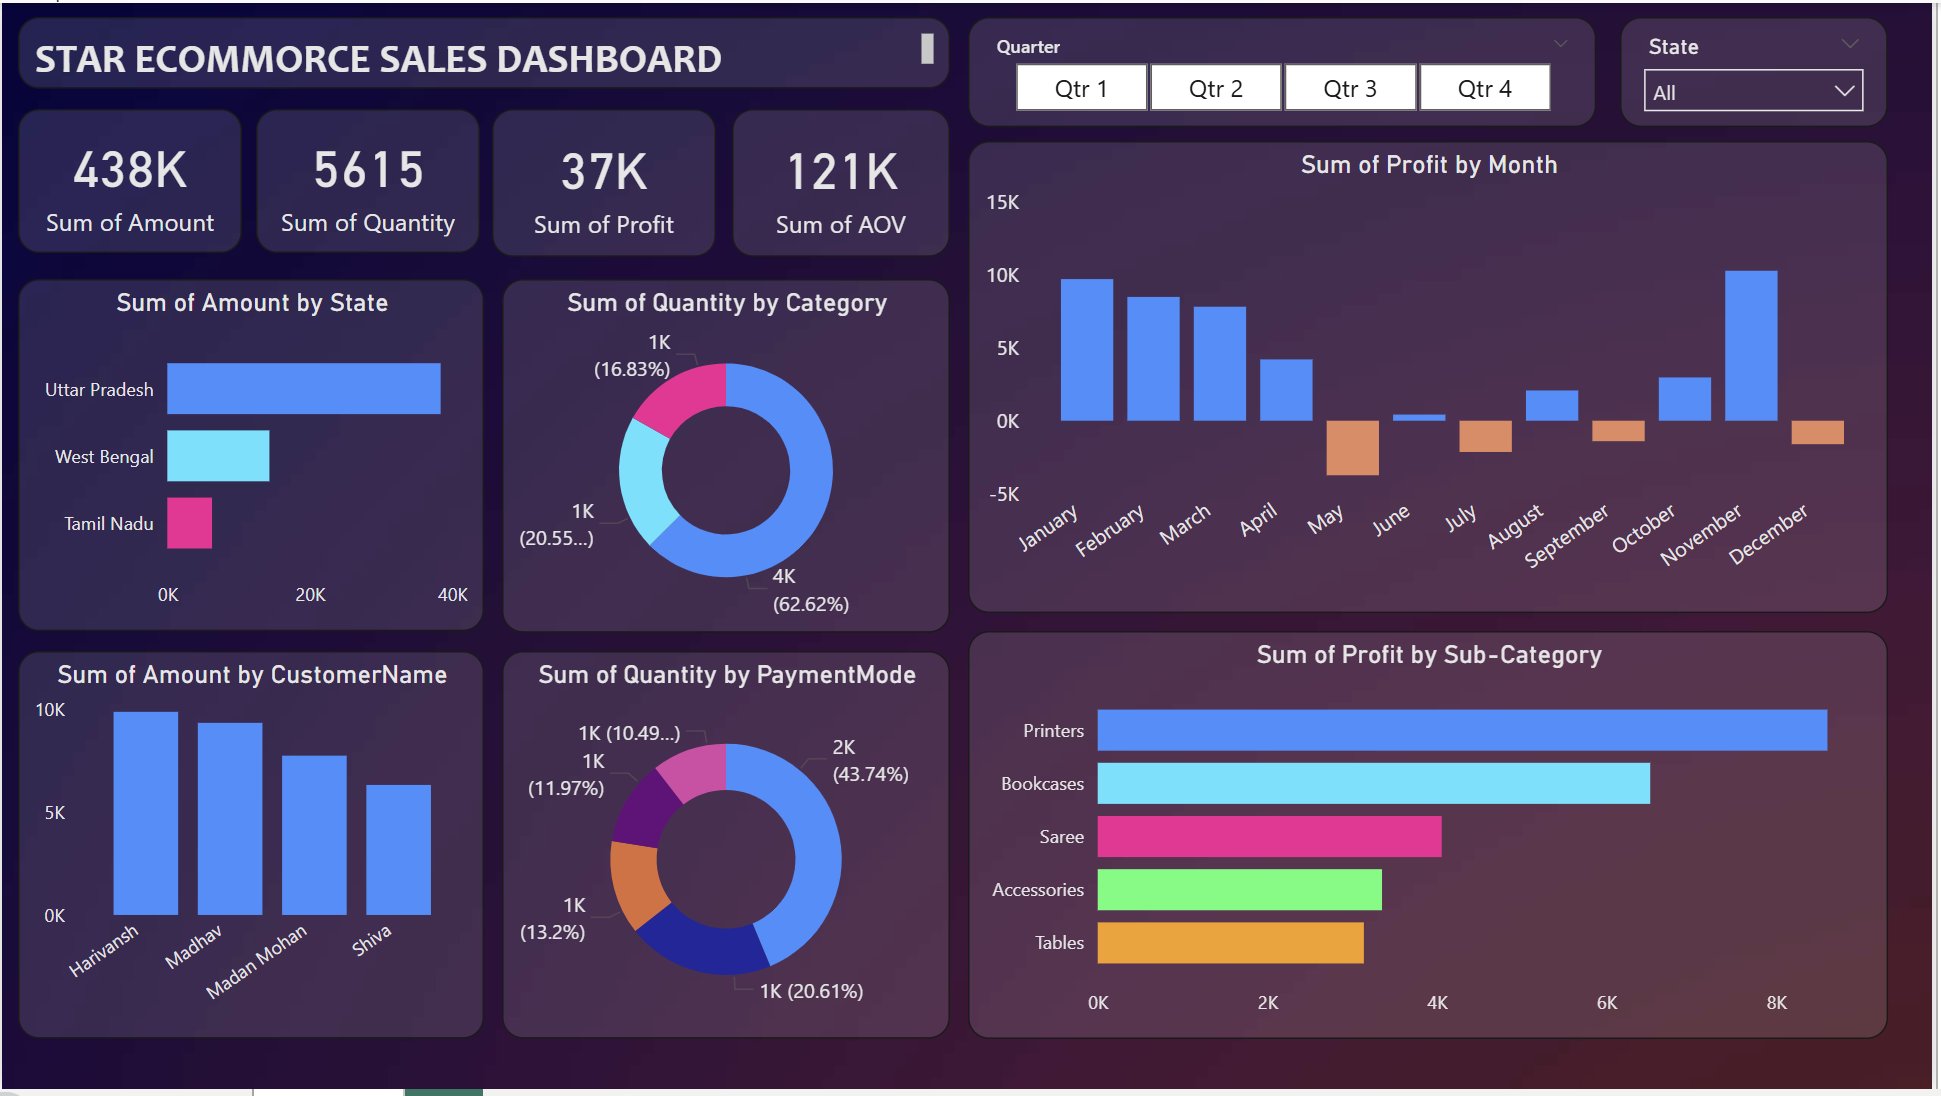 STAR ECOMMORCE SALES DASHBOARD
Quarter
Qtr 1
Qtr 2
Qtr 3
Qtr 4
State
All
438K
Sum of Amount
5615
Sum of Quantity
37K
Sum of Profit
121K
Sum of AOV
Sum of Profit by Month
15K
10K
5K
0K
-5K
January
February
March
April
May
June
July
August
September
October
November
December
Sum of Amount by State
Uttar Pradesh
West Bengal
Tamil Nadu
0K
20K
40K
Sum of Quantity by Category
1K
(16.83%)
1K
(20.55...)
4K
(62.62%)
Sum of Amount by CustomerName
10K
5K
0K
Harivansh
Madhav
Madan Mohan
Shiva
Sum of Quantity by PaymentMode
1K (10.49...)
1K
(11.97%)
2K
(43.74%)
1K
(13.2%)
1K (20.61%)
Sum of Profit by Sub-Category
Printers
Bookcases
Saree
Accessories
Tables
0K
2K
4K
6K
8K